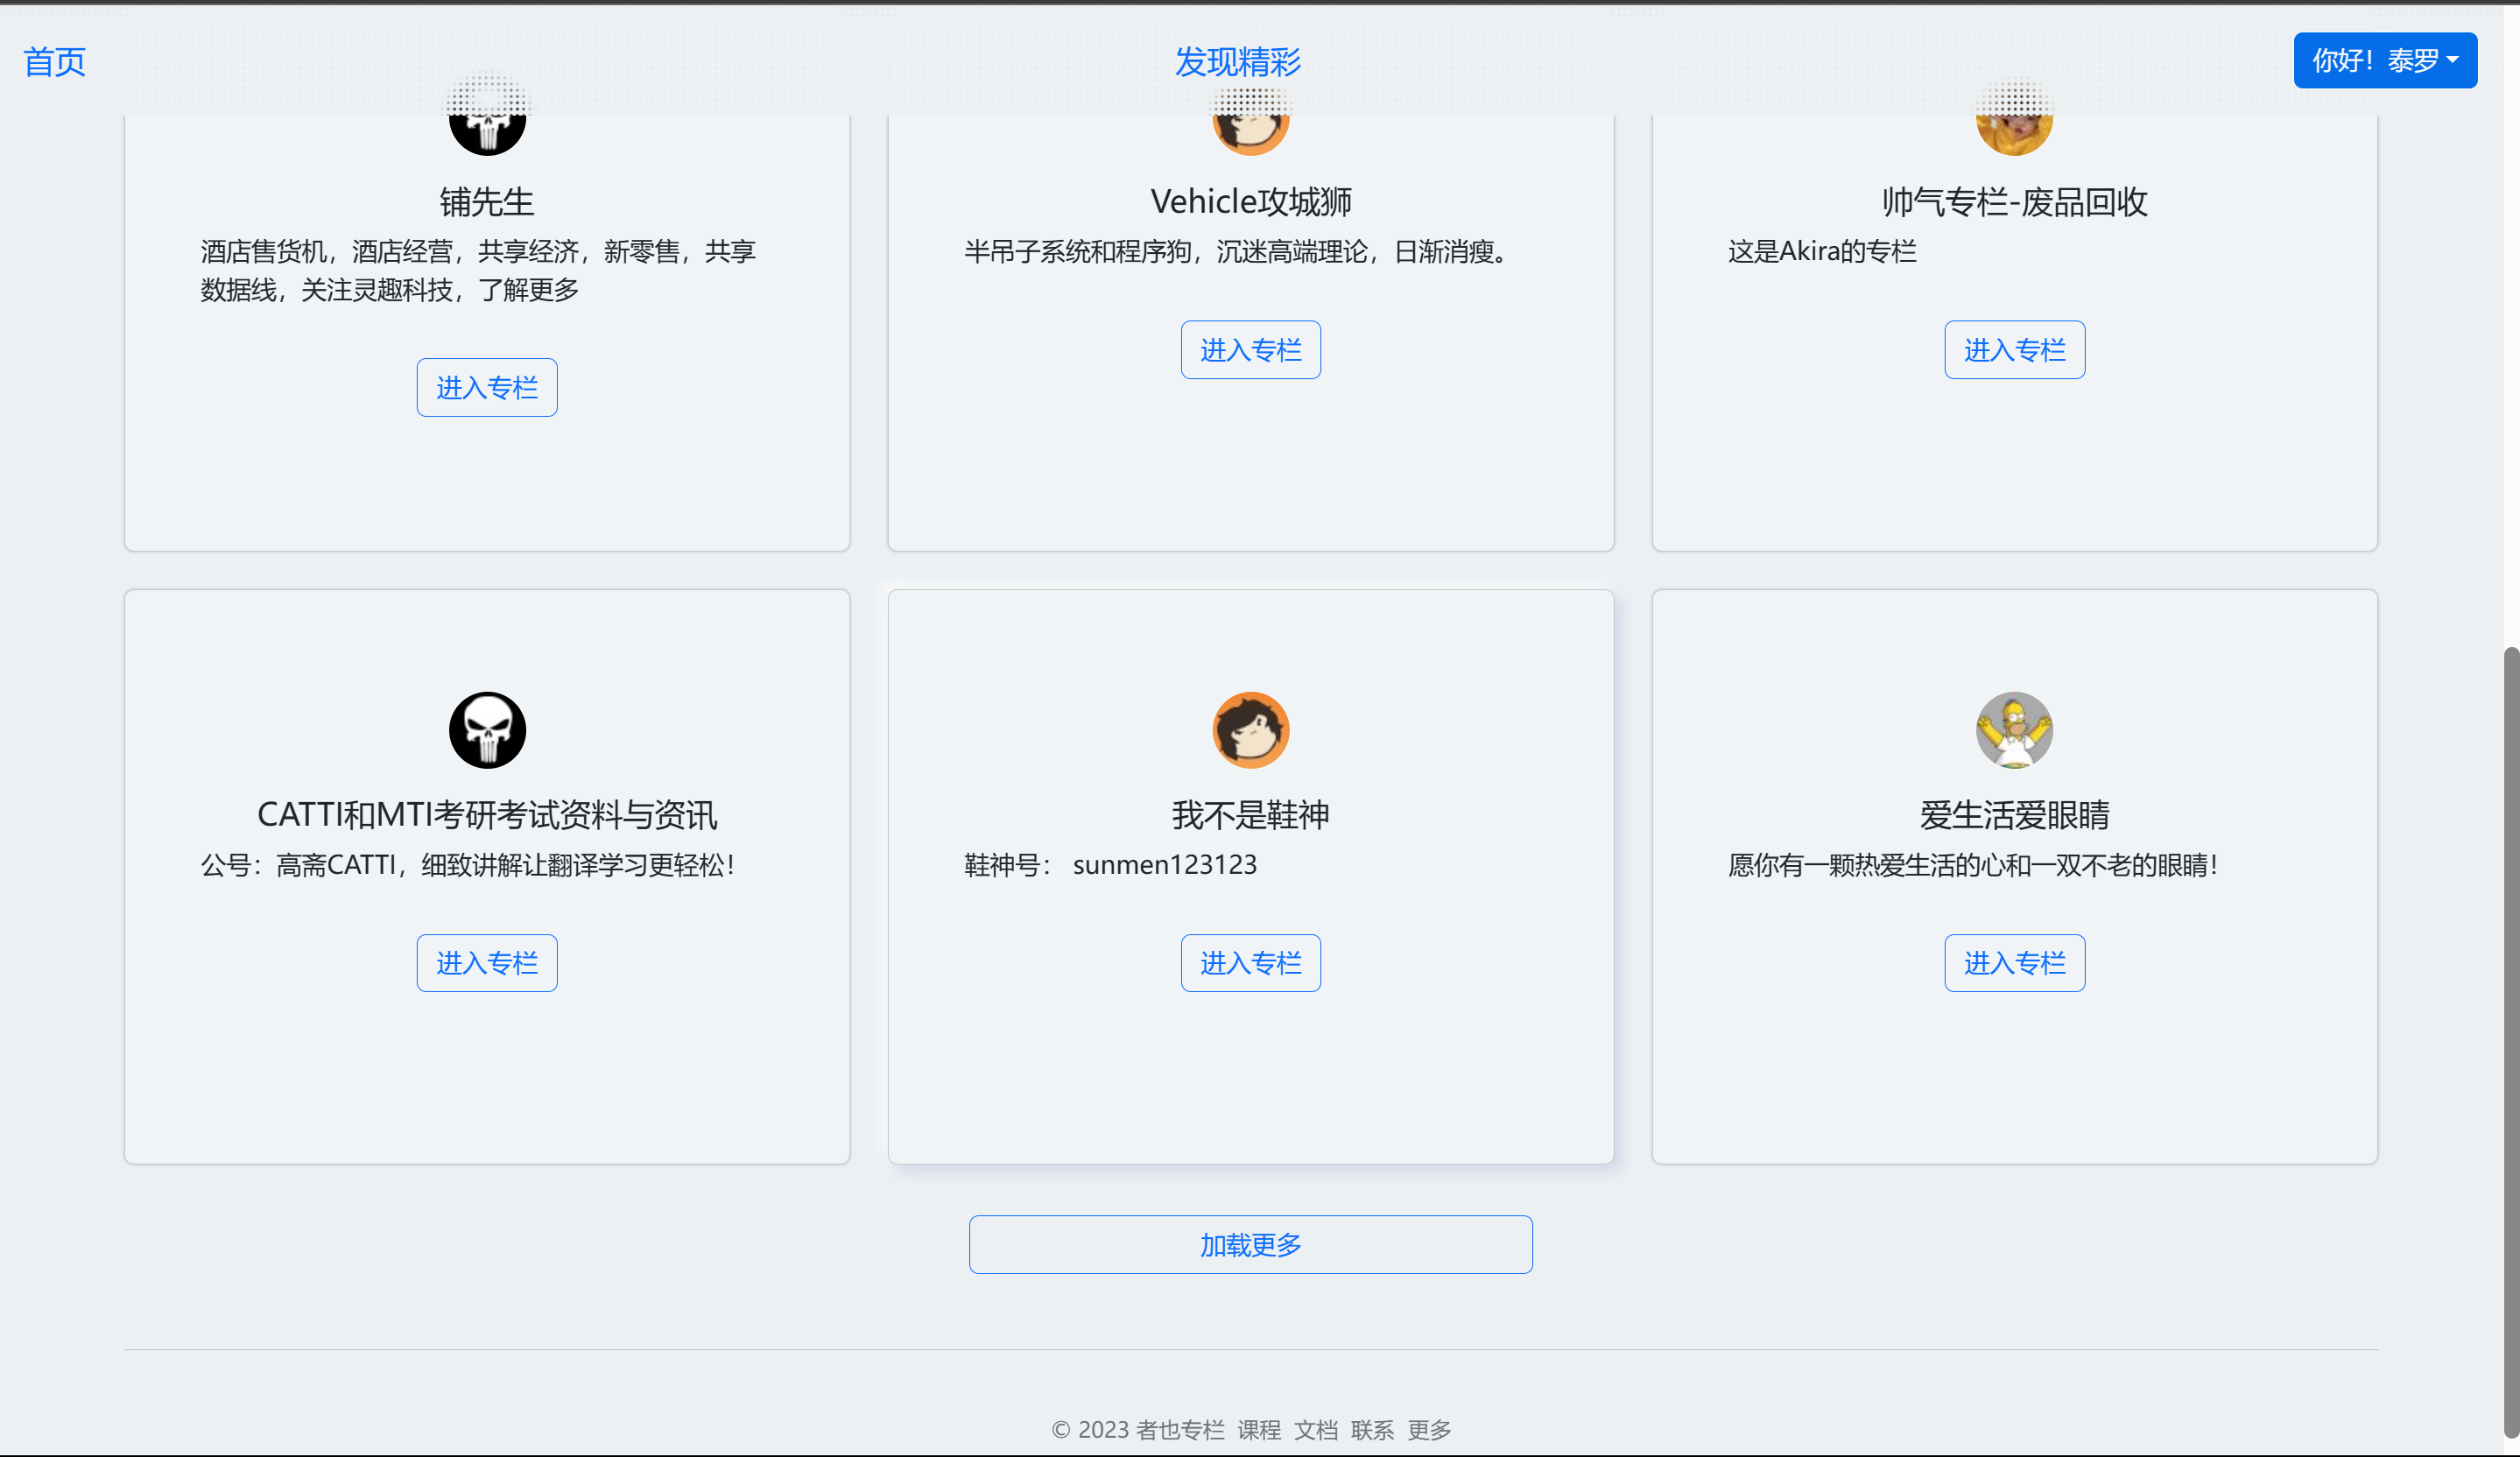 首页
发现精彩
你好！泰罗
铺先生
酒店售货机，酒店经营，共享经济，新零售，共享
数据线，关注灵趣科技，了解更多
进入专栏
Vehicle攻城狮
半吊子系统和程序狗，沉迷高端理论，日渐消瘦。
进入专栏
帅气专栏-废品回收
这是Akira的专栏
进入专栏
CATTI和MTI考研考试资料与资讯
公号：高斋CATTI，细致讲解让翻译学习更轻松！
进入专栏
我不是鞋神
鞋神号： sunmen123123
进入专栏
爱生活爱眼睛
愿你有一颗热爱生活的心和一双不老的眼睛！
进入专栏
加载更多
© 2023 者也专栏 课程 文档 联系 更多